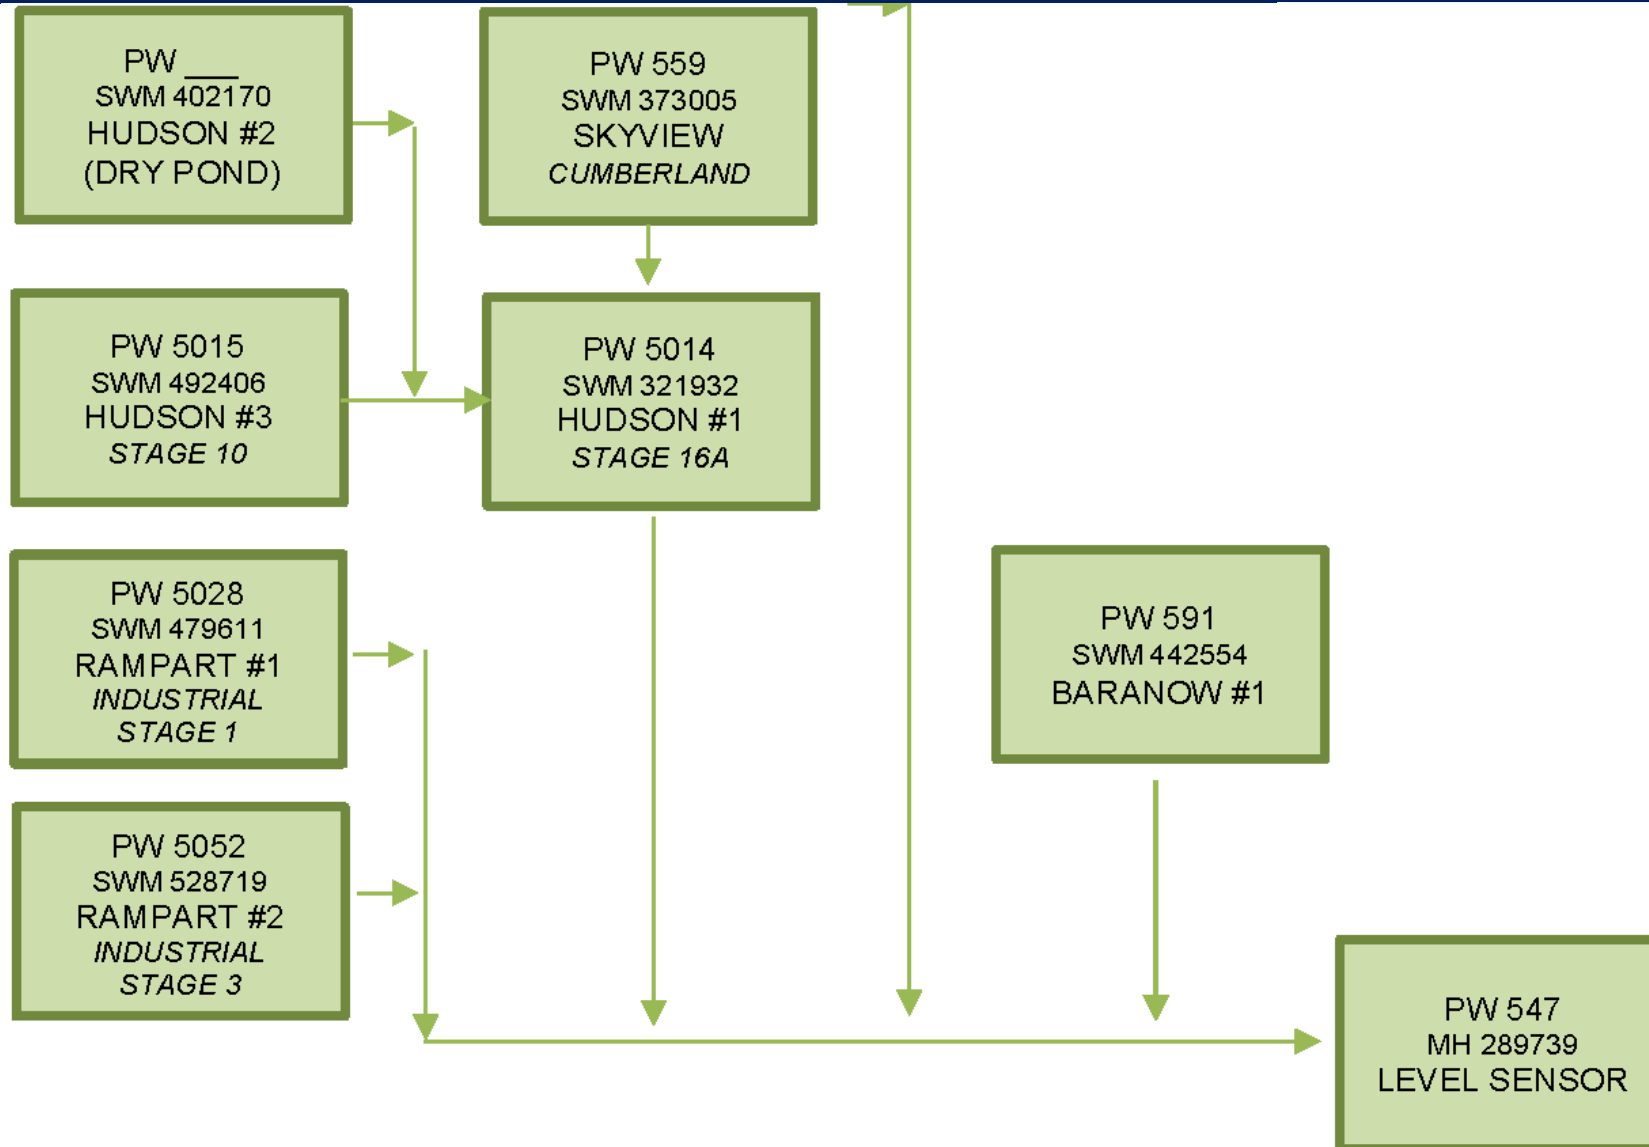 PW ___
SWM 402170
HUDSON #2
(DRY POND)
PW 559
SWM 373005
SKYVIEW
CUMBERLAND
PW 5015
SWM 492406
HUDSON #3
STAGE 10
PW 5014
SWM 321932
HUDSON #1
STAGE 16A
PW 5028
SWM 479611
RAMPART #1
INDUSTRIAL
STAGE 1
PW 591
SWM 442554
BARANOW #1
PW 5052
SWM 528719
RAMPART #2
INDUSTRIAL
STAGE 3
PW 547
MH 289739
LEVEL SENSOR